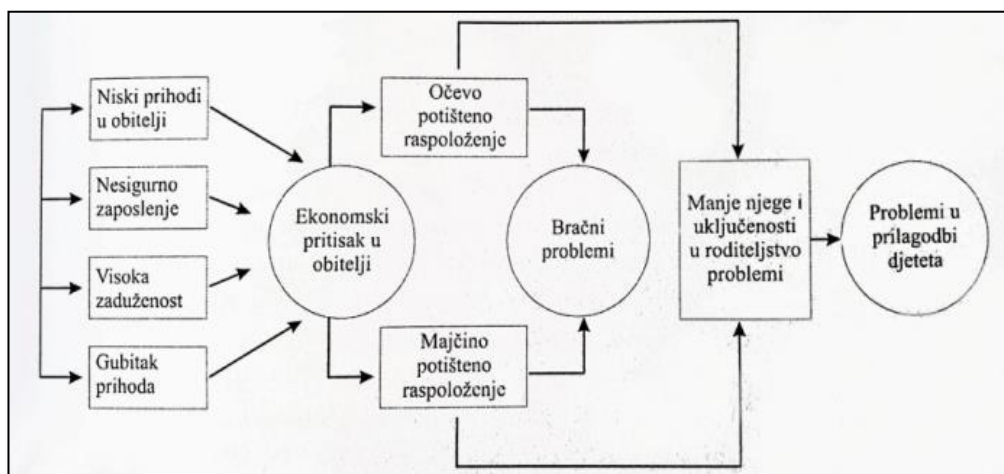 Niski prihodi
u obitelji
Nesigurno
zaposlenje
Visoka
zaduženost
Gubitak
prihoda
Ekonomski
pritisak u
obitelji
Očevo
potišteno
raspoloženje
Majčino
potišteno
raspoloženje
Bračni
problemi
Manje njege i
uključenosti
u roditeljstvo
problemi
Problemi u
prilagodbi
djeteta